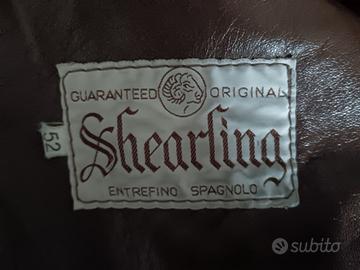 GUARANTEED ORIGINAL
Shearling
ENTREFINO SPAGNOLO
52
subito